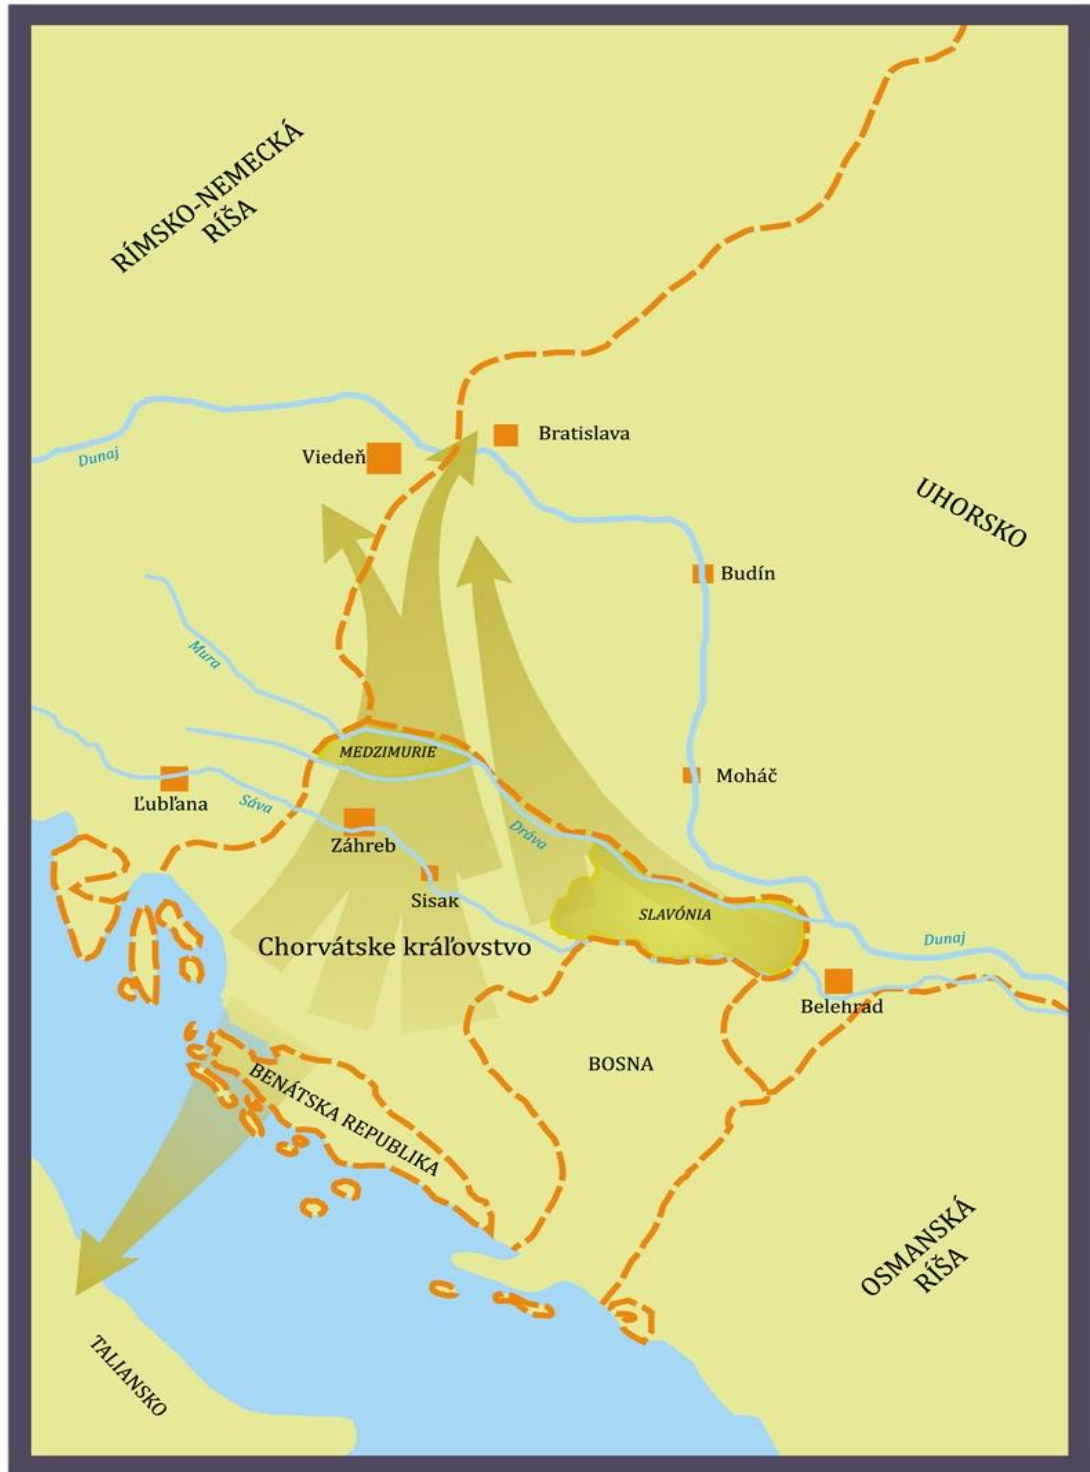 RÍMSKO-NEMECKÁ
RÍŠA
Dunaj
Viedeň
Bratislava
UHORSKO
Budín
Mura
MEDZIMURIE
Moháč
Ľubľana
Sáva
Záhreb
Dráva
Sisak
SLAVÓNIA
Chorvátske kráľovstvo
Dunaj
Belehrad
BOSNA
BENÁTSKA REPUBLIKA
OSMANSKÁ
RÍŠA
TALIANSKO